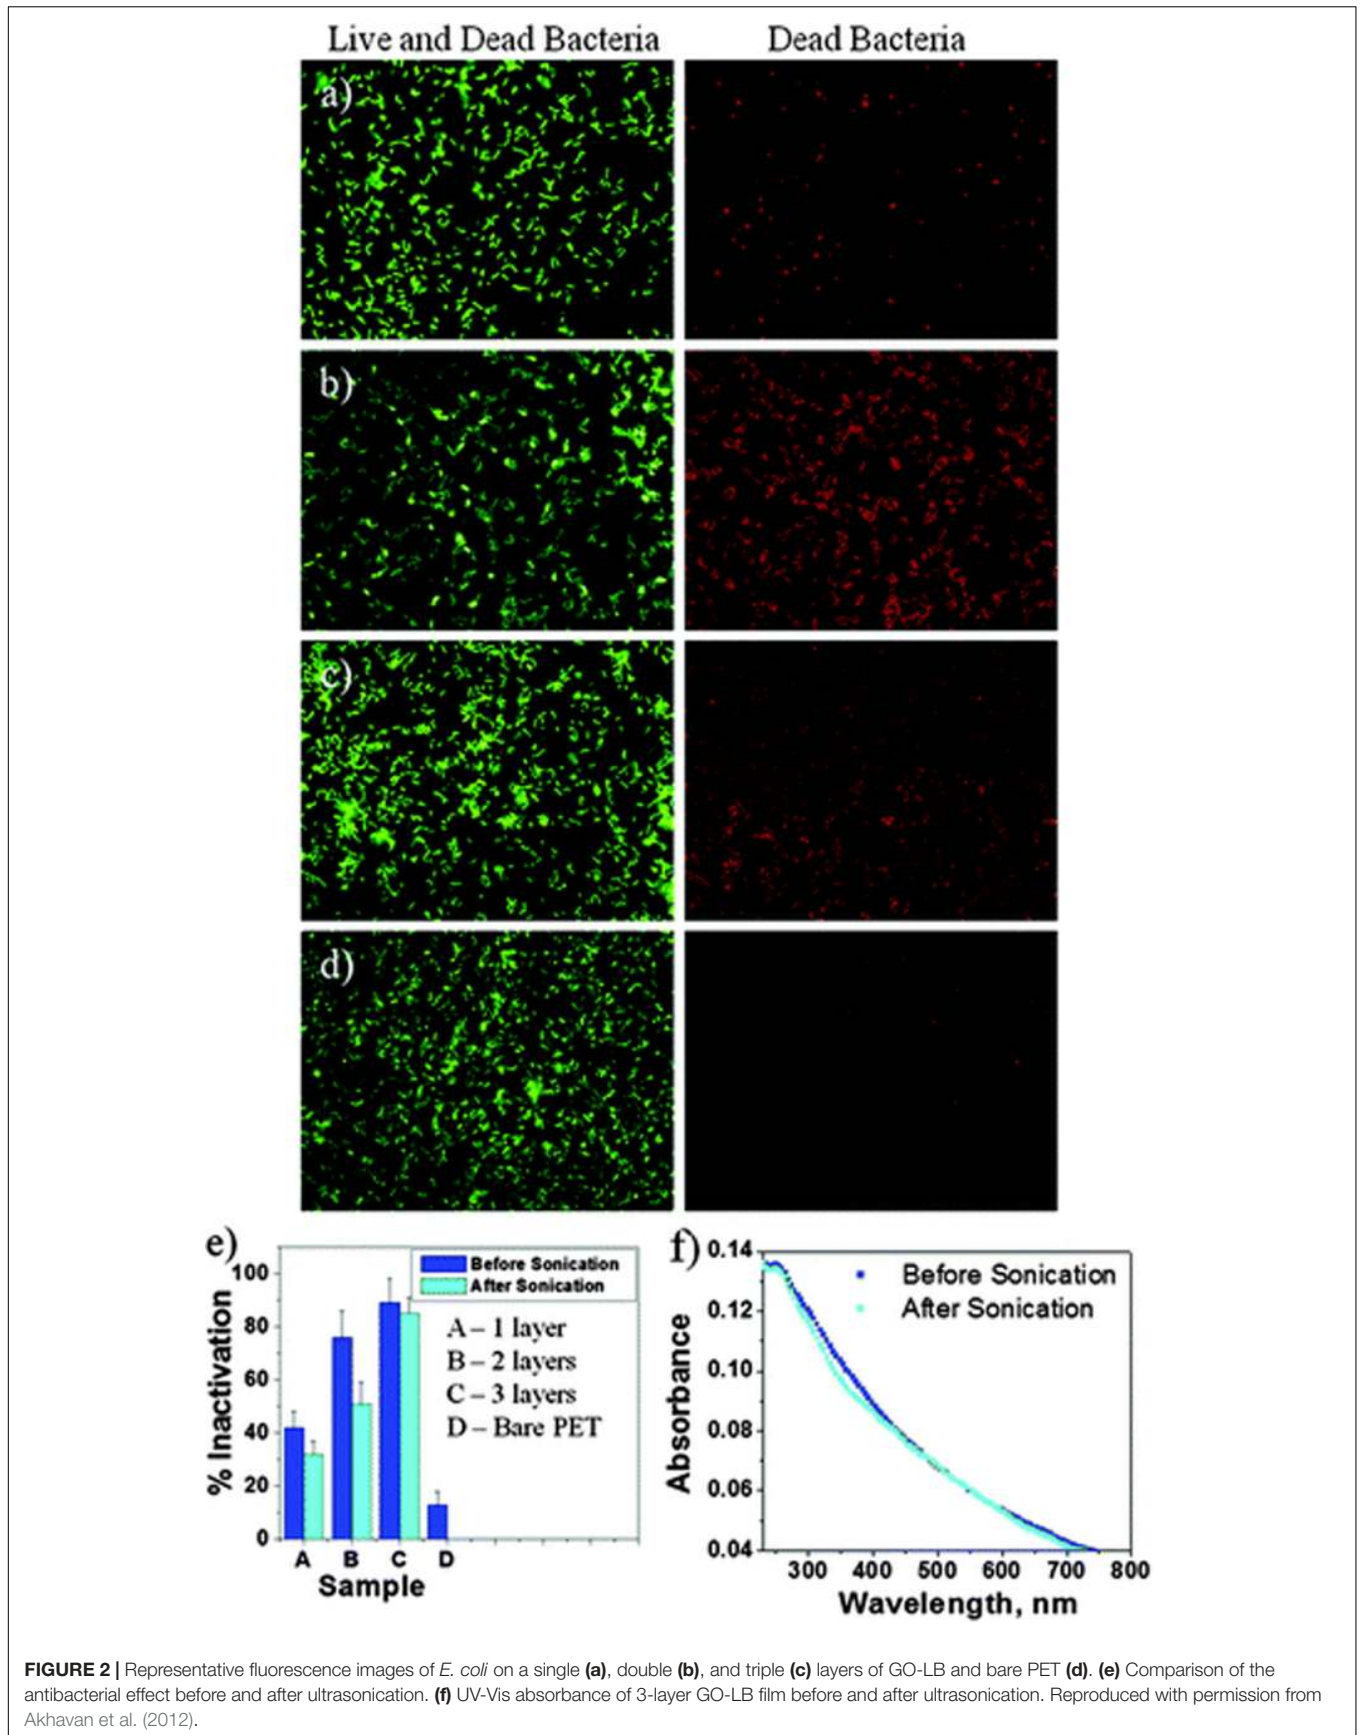 Live and Dead Bacteria
Dead Bacteria
a)
b)
c)
d)
e)
% Inactivation
100
80
60
40
20
0
Before Sonication
After Sonication
A – 1 layer
B – 2 layers
C – 3 layers
D – Bare PET
A B C D
Sample
f)
Absorbance
0.14
0.12
0.10
0.08
0.06
0.04
Before Sonication
After Sonication
300 400 500 600 700 800
Wavelength, nm
FIGURE 2 | Representative fluorescence images of E. coli on a single (a), double (b), and triple (c) layers of GO-LB and bare PET (d). (e) Comparison of the
antibacterial effect before and after ultrasonication. (f) UV-Vis absorbance of 3-layer GO-LB film before and after ultrasonication. Reproduced with permission from
Akhavan et al. (2012).